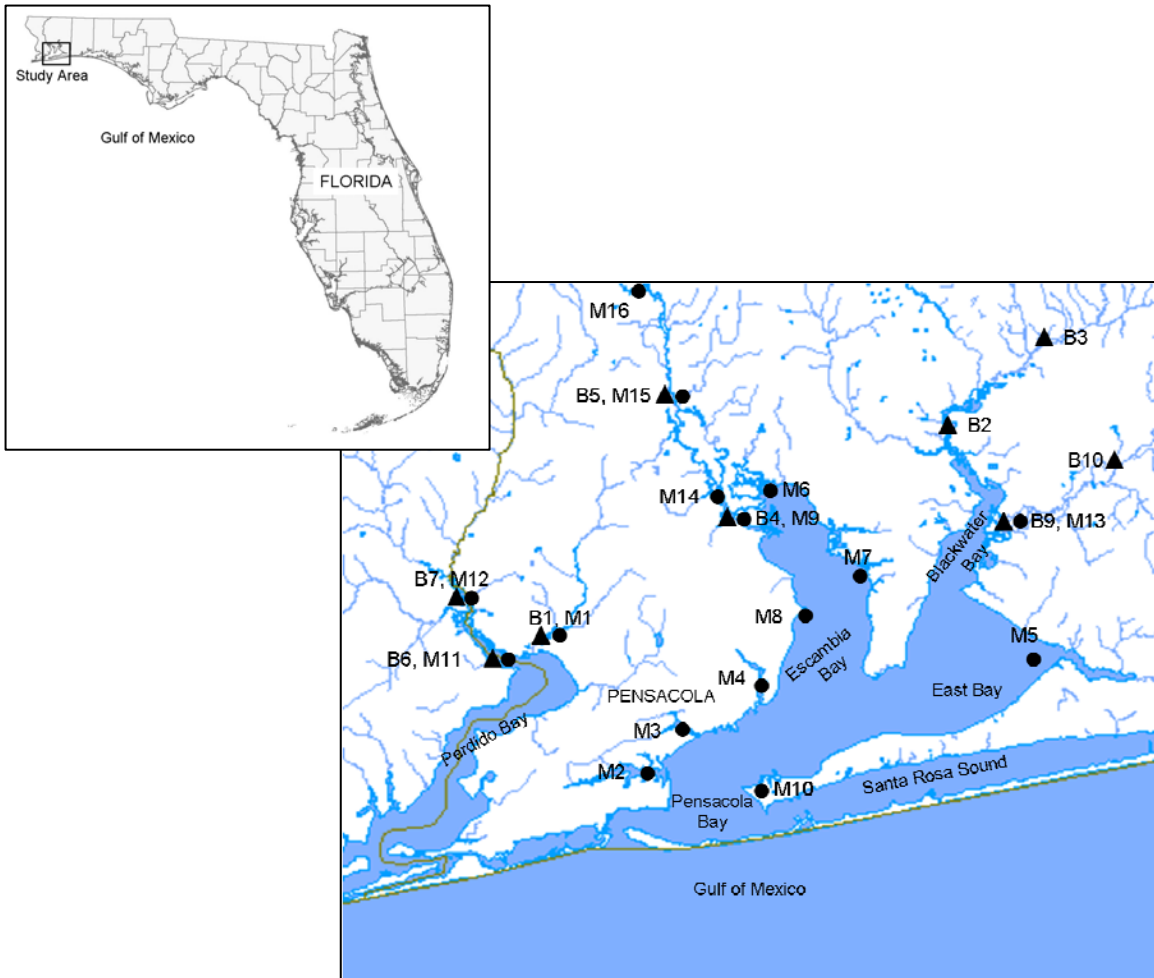 Study Area
Gulf of Mexico
FLORIDA
M16
B3
B5, M15
B2
B10
M14
M6
B4, M9
B9, M13
Blackwater
Bay
M7
B7, M12
B1, M1
M8
B6, M11
Escambia
Bay
M5
M4
PENSACOLA
East Bay
Perdido Bay
M3
M2
M10
Santa Rosa Sound
Pensacola
Bay
Gulf of Mexico